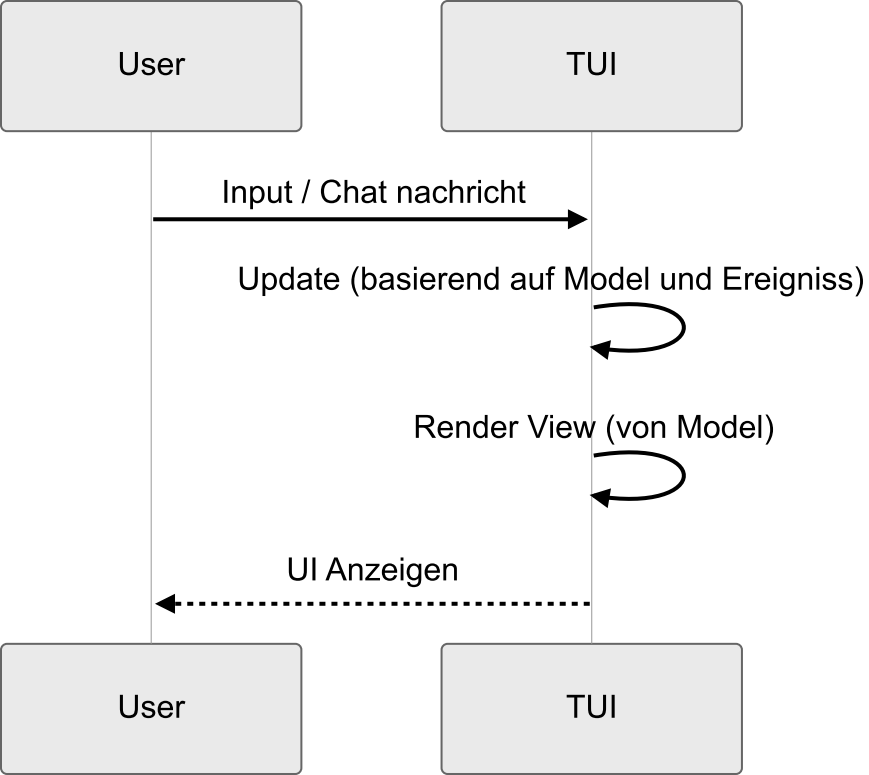 User
TUI
Input / Chat nachricht
Update (basierend auf Model und Ereigniss)
Render View (von Model)
UI Anzeigen
User
TUI